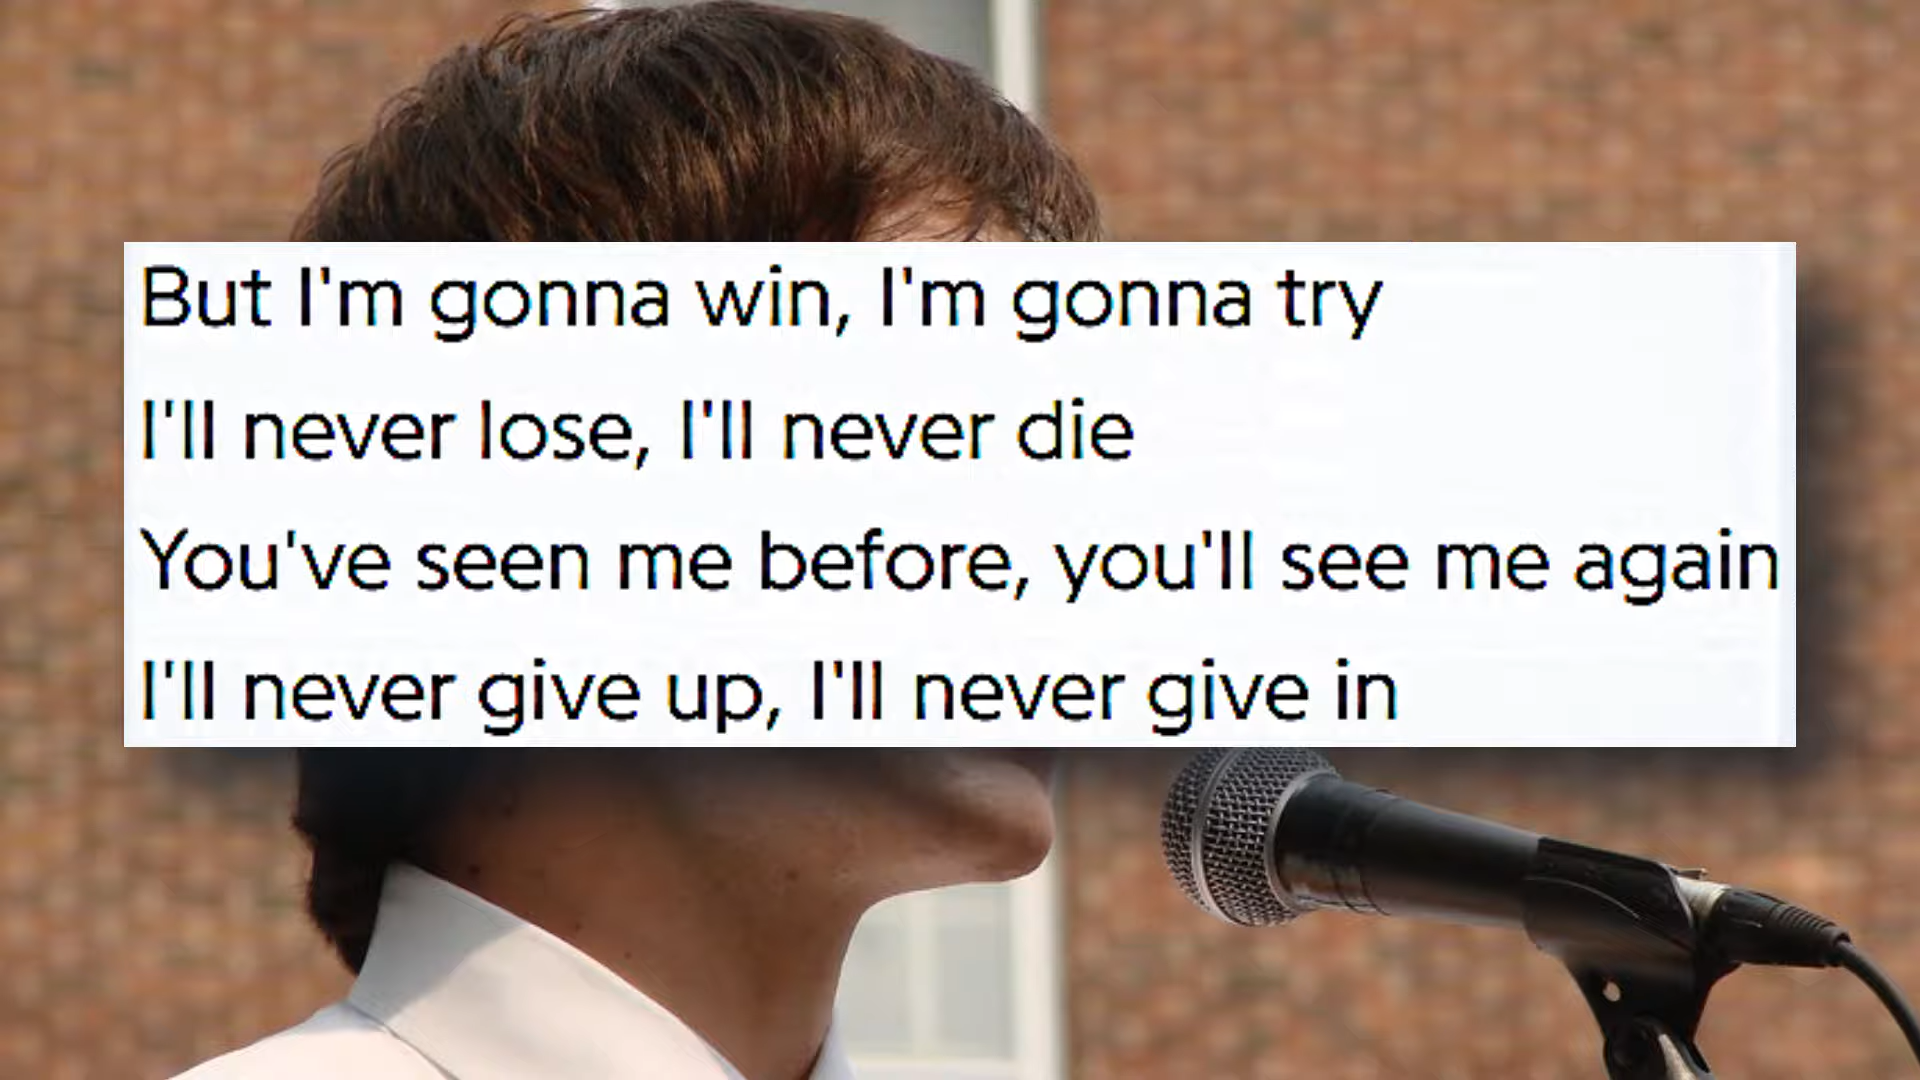 But I'm gonna win, I'm gonna try
I'll never lose, I'll never die
You've seen me before, you'll see me again
I'll never give up, I'll never give in